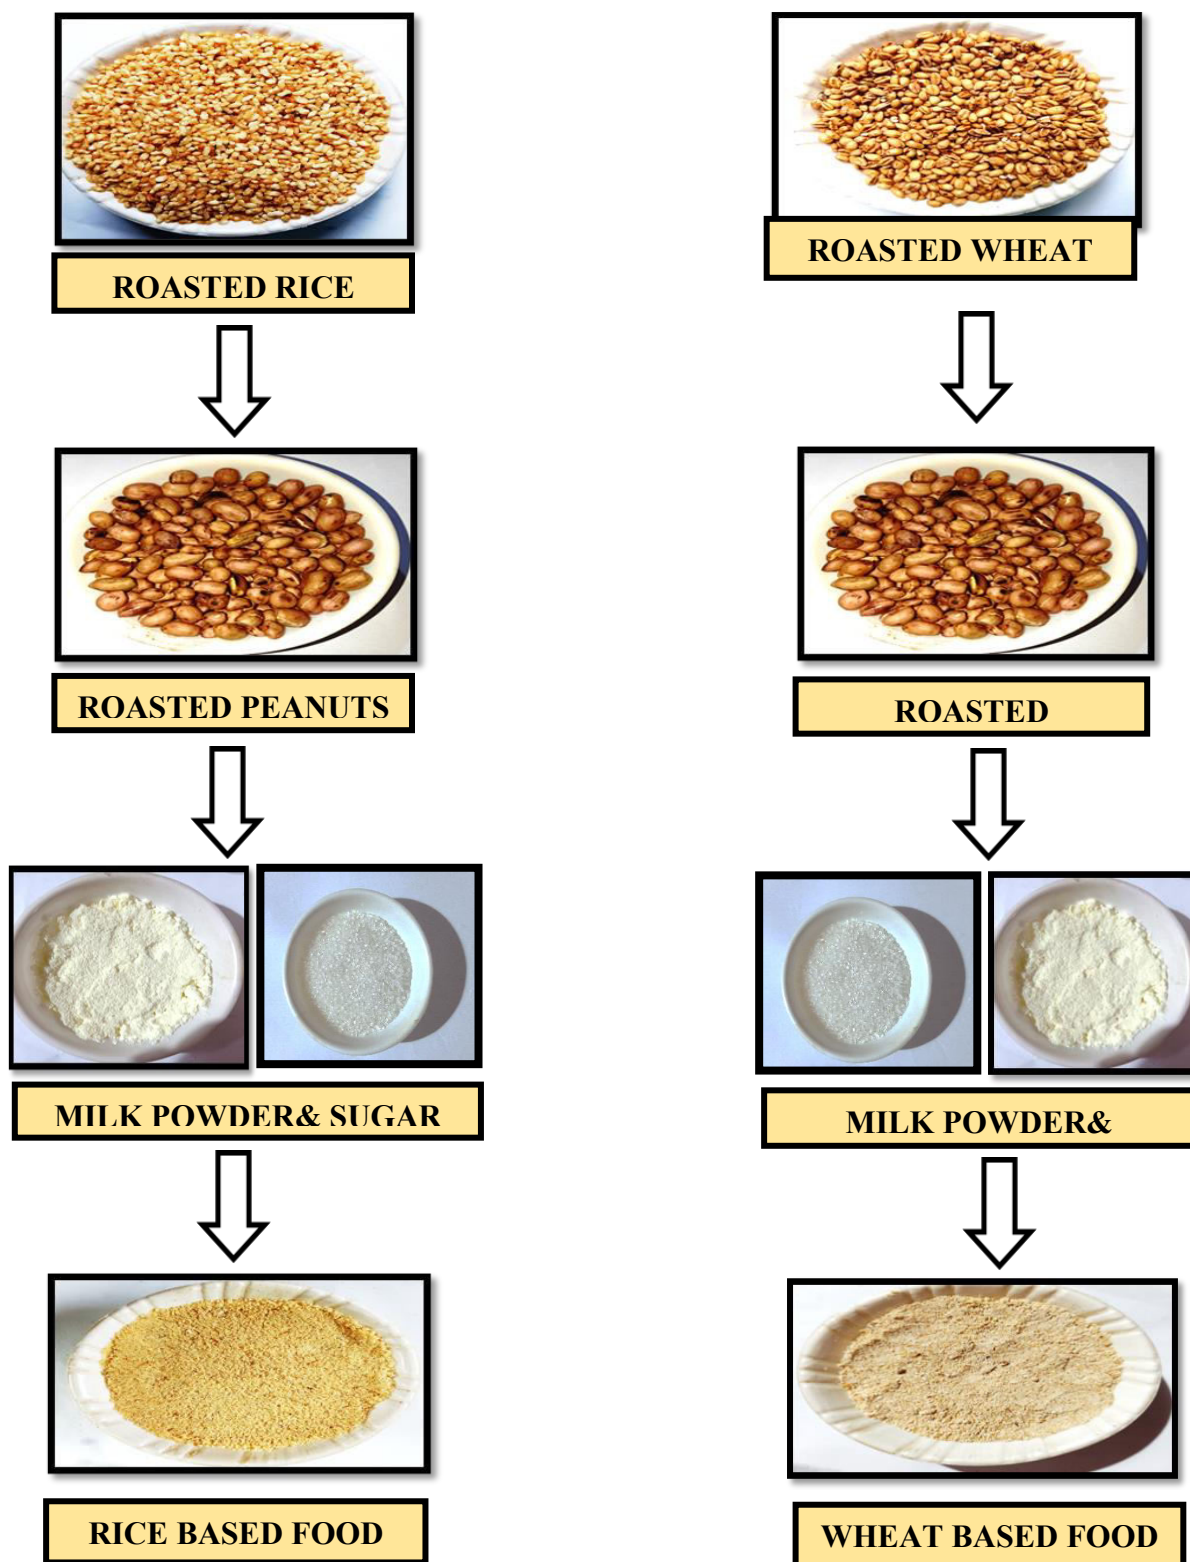 ROASTED RICE
ROASTED WHEAT
ROASTED PEANUTS
ROASTED
MILK POWDER& SUGAR
MILK POWDER&
RICE BASED FOOD
WHEAT BASED FOOD